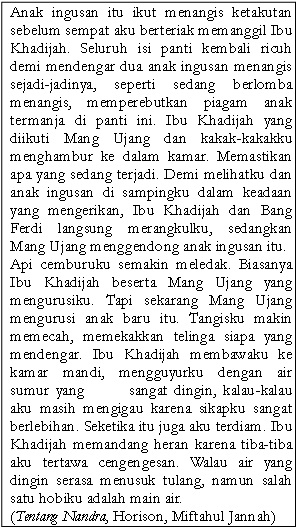 Anak ingusan itu ikut menangis ketakutan
sebelum sempat aku berteriak memanggil Ibu
Khadijah. Seluruh isi panti kembali ricuh
demi mendengar dua anak ingusan menangis
sejadi-jadinya, seperti sedang berlomba
menangis, memperebutkan piagam anak
termanja di panti ini. Ibu Khadijah yang
diikuti Mang Ujang dan kakak-kakakku
menghambur ke dalam kamar. Memastikan
apa yang sedang terjadi. Demi melihatku dan
anak ingusan di sampingku dalam keadaan
yang mengerikan, Ibu Khadijah dan Bang
Ferdi langsung merangkulku, sedangkan
Mang Ujang menggendong anak ingusan itu.
Api cemburuku semakin meledak. Biasanya
Ibu Khadijah beserta Mang Ujang yang
mengurusiku. Tapi sekarang Mang Ujang
mengurusi anak baru itu. Tangisku makin
memecah, memekakkan telinga siapa yang
mendengar. Ibu Khadijah membawaku ke
kamar mandi, mengguyurku dengan air
sumur yang sangat dingin, kalau-kalau
aku masih mengigau karena sikapku sangat
berlebihan. Seketika itu juga aku terdiam. Ibu
Khadijah memandang heran karena tiba-tiba
aku tertawa cengengesan. Walau air yang
dingin serasa menusuk tulang, namun salah
satu hobiku adalah main air.
(Tentang Nandra, Horison, Miftahul Jannah)